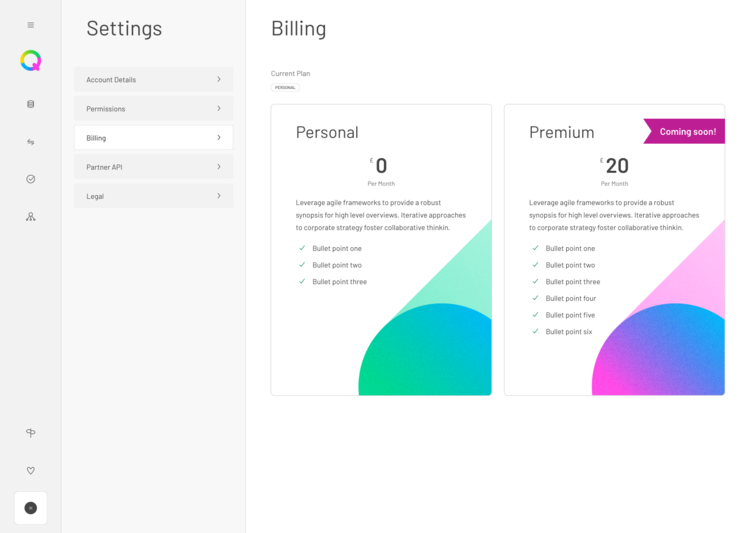 Settings
Account Details
Permissions
Billing
Partner API
Legal
Billing
Current Plan
PERSONAL
Personal
£ 0
Per Month
Leverage agile frameworks to provide a robust
synopsis for high level overviews. Iterative approaches
to corporate strategy foster collaborative thinkin.
Bullet point one
Bullet point two
Bullet point three
Premium
Coming soon!
£ 20
Per Month
Leverage agile frameworks to provide a robust
synopsis for high level overviews. Iterative approaches
to corporate strategy foster collaborative thinkin.
Bullet point one
Bullet point two
Bullet point three
Bullet point four
Bullet point five
Bullet point six